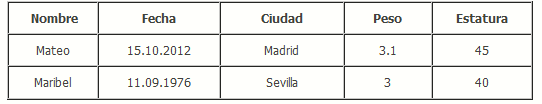 Nombre Fecha Ciudad Peso Estatura
Mateo 15.10.2012 Madrid 3.1 45
Maribel 11.09.1976 Sevilla 3 40